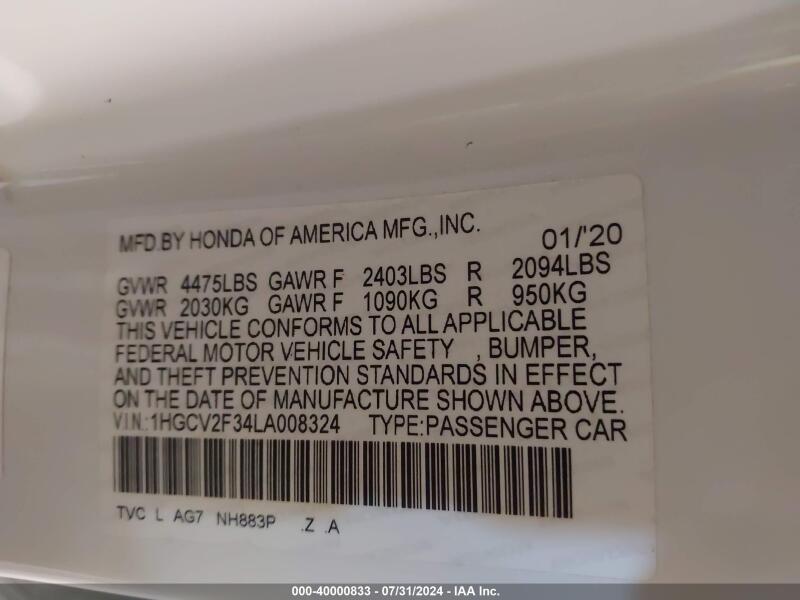 MFD.BY HONDA OF AMERICA MFG.,INC. 01/'20
GVWR 4475LBS GAWR F 2403LBS R 2094LBS
GVWR 2030KG GAWR F 1090KG R 950KG
THIS VEHICLE CONFORMS TO ALL APPLICABLE
FEDERAL MOTOR VEHICLE SAFETY , BUMPER,
AND THEFT PREVENTION STANDARDS IN EFFECT
ON THE DATE OF MANUFACTURE SHOWN ABOVE.
V.I.N.:1HGCV2F34LA008324 TYPE:PASSENGER CAR
TVC L AG7 NH883P .Z .A
000-40000833 / 07/31/2024 - IAA Inc.